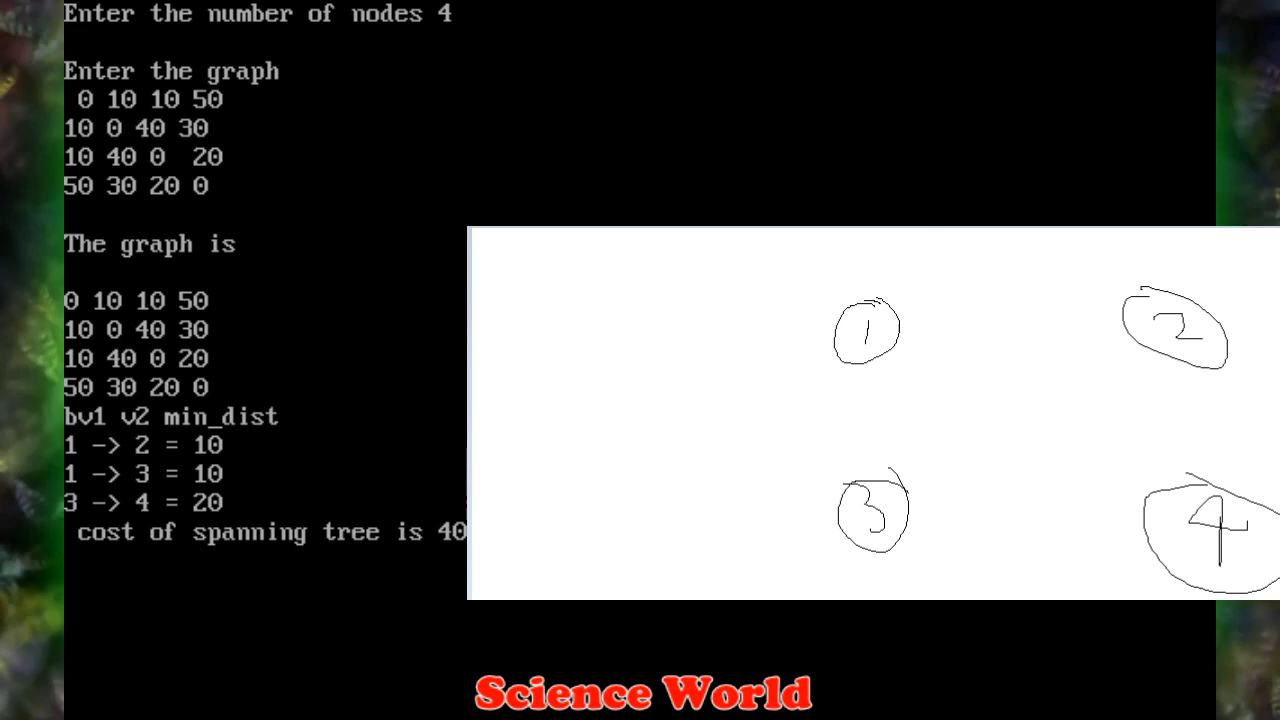 Enter the number of nodes 4
Enter the graph
0 10 10 50
10 0 40 30
10 40 0 20
50 30 20 0
The graph is
0 10 10 50
10 0 40 30
10 40 0 20
50 30 20 0
bv1 v2 min_dist
1 -> 2 = 10
1 -> 3 = 10
3 -> 4 = 20
cost of spanning tree is 40
1 2
3 4
Science World